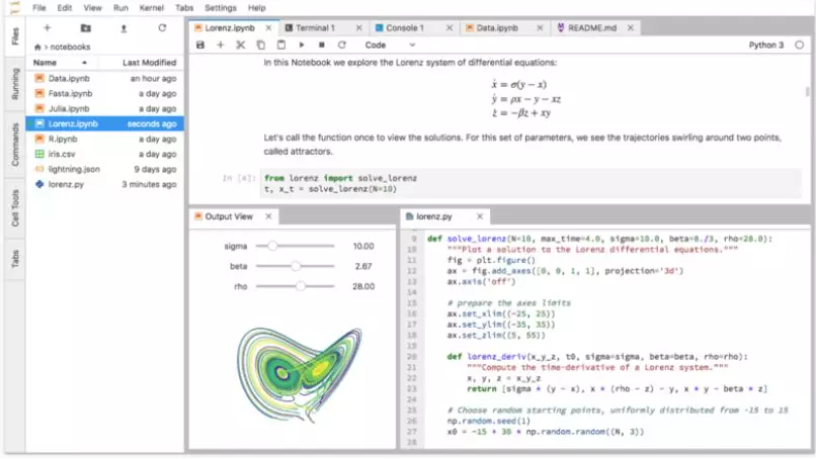 File Edit View Run Kernel Tabs Settings Help
Files
Running
Commands
Cell Tools
Tabs
notebooks
Name Last Modified
Data.ipynb an hour ago
Fasta.ipynb a day ago
Julia.ipynb a day ago
Lorenz.ipynb seconds ago
R.ipynb a day ago
iris.csv a day ago
lightning.json 9 days ago
lorenz.py 3 minutes ago
Lorenz.ipynb Terminal 1 Console 1 Data.ipynb README.md
Code Python 3
In this Notebook we explore the Lorenz system of differential equations:
ẋ = σ(y − x)
ẏ = ρx − y − xz
ż = −βz + xy
Let's call the function once to view the solutions. For this set of parameters, we see the trajectories swirling around two points,
called attractors.
In [4]: from lorenz import solve_lorenz
t, x_t = solve_lorenz(N=10)
Output View
sigma 10.00
beta 2.67
rho 28.00
lorenz.py
9 def solve_lorenz(N=10, max_time=4.0, sigma=10.0, beta=8./3, rho=28.0):
10 """Plot a solution to the Lorenz differential equations."""
11 fig = plt.figure()
12 ax = fig.add_axes([0, 0, 1, 1], projection='3d')
13 ax.axis('off')
14
15 # prepare the axes limits
16 ax.set_xlim((-25, 25))
17 ax.set_ylim((-35, 35))
18 ax.set_zlim((5, 55))
19
20 def lorenz_deriv(x_y_z, t0, sigma=sigma, beta=beta, rho=rho):
21 """Compute the time-derivative of a Lorenz system."""
22 x, y, z = x_y_z
23 return [sigma * (y - x), x * (rho - z) - y, x * y - beta * z]
24
25 # Choose random starting points, uniformly distributed from -15 to 15
26 np.random.seed(1)
27 x0 = -15 + 30 * np.random.random((N, 3))
28